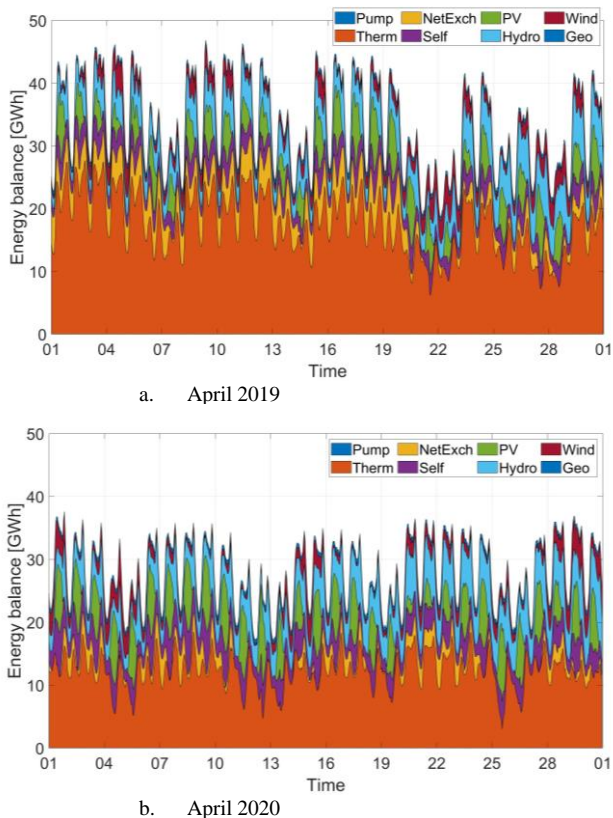 50
Pump NetExch PV Wind
Therm Self Hydro Geo
40
30
20
10
0
Energy balance [GWh]
01 04 07 10 13 16 19 22 25 28 01
Time
a. April 2019
50
Pump NetExch PV Wind
Therm Self Hydro Geo
40
30
20
10
0
Energy balance [GWh]
01 04 07 10 13 16 19 22 25 28 01
Time
b. April 2020